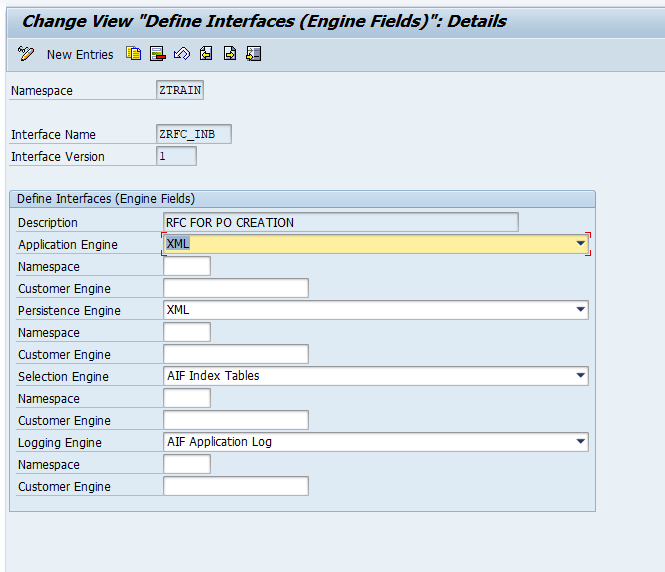 Change View "Define Interfaces (Engine Fields)": Details
New Entries
Namespace ZTRAIN
Interface Name ZRFC_INB
Interface Version 1
Define Interfaces (Engine Fields)
Description RFC FOR PO CREATION
Application Engine XML
Namespace
Customer Engine
Persistence Engine XML
Namespace
Customer Engine
Selection Engine AIF Index Tables
Namespace
Customer Engine
Logging Engine AIF Application Log
Namespace
Customer Engine